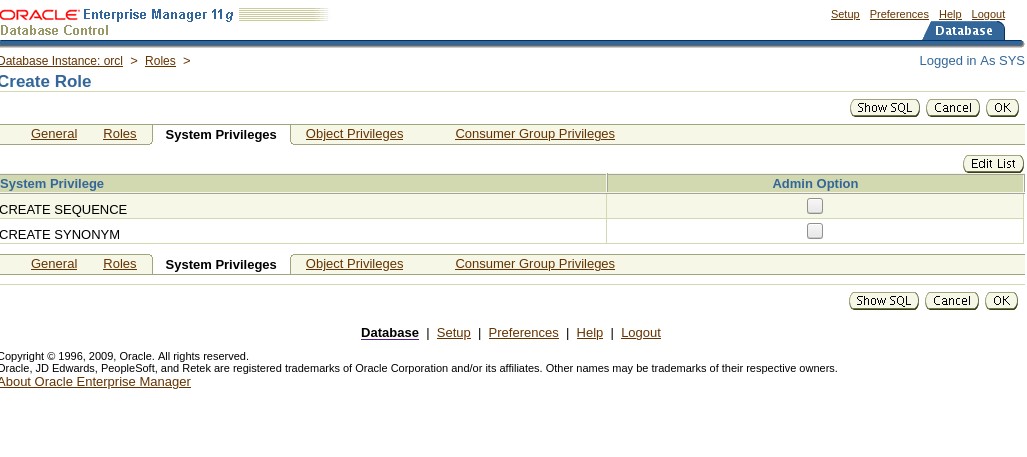 ORACLE Enterprise Manager 11g
Database Control
Setup Preferences Help Logout
Database
Database Instance: orcl > Roles >
Logged in As SYS
Create Role
Show SQL Cancel OK
General Roles System Privileges Object Privileges Consumer Group Privileges
Edit List
System Privilege Admin Option
CREATE SEQUENCE
CREATE SYNONYM
General Roles System Privileges Object Privileges Consumer Group Privileges
Show SQL Cancel OK
Database | Setup | Preferences | Help | Logout
Copyright © 1996, 2009, Oracle. All rights reserved.
Oracle, JD Edwards, PeopleSoft, and Retek are registered trademarks of Oracle Corporation and/or its affiliates. Other names may be trademarks of their respective owners.
About Oracle Enterprise Manager